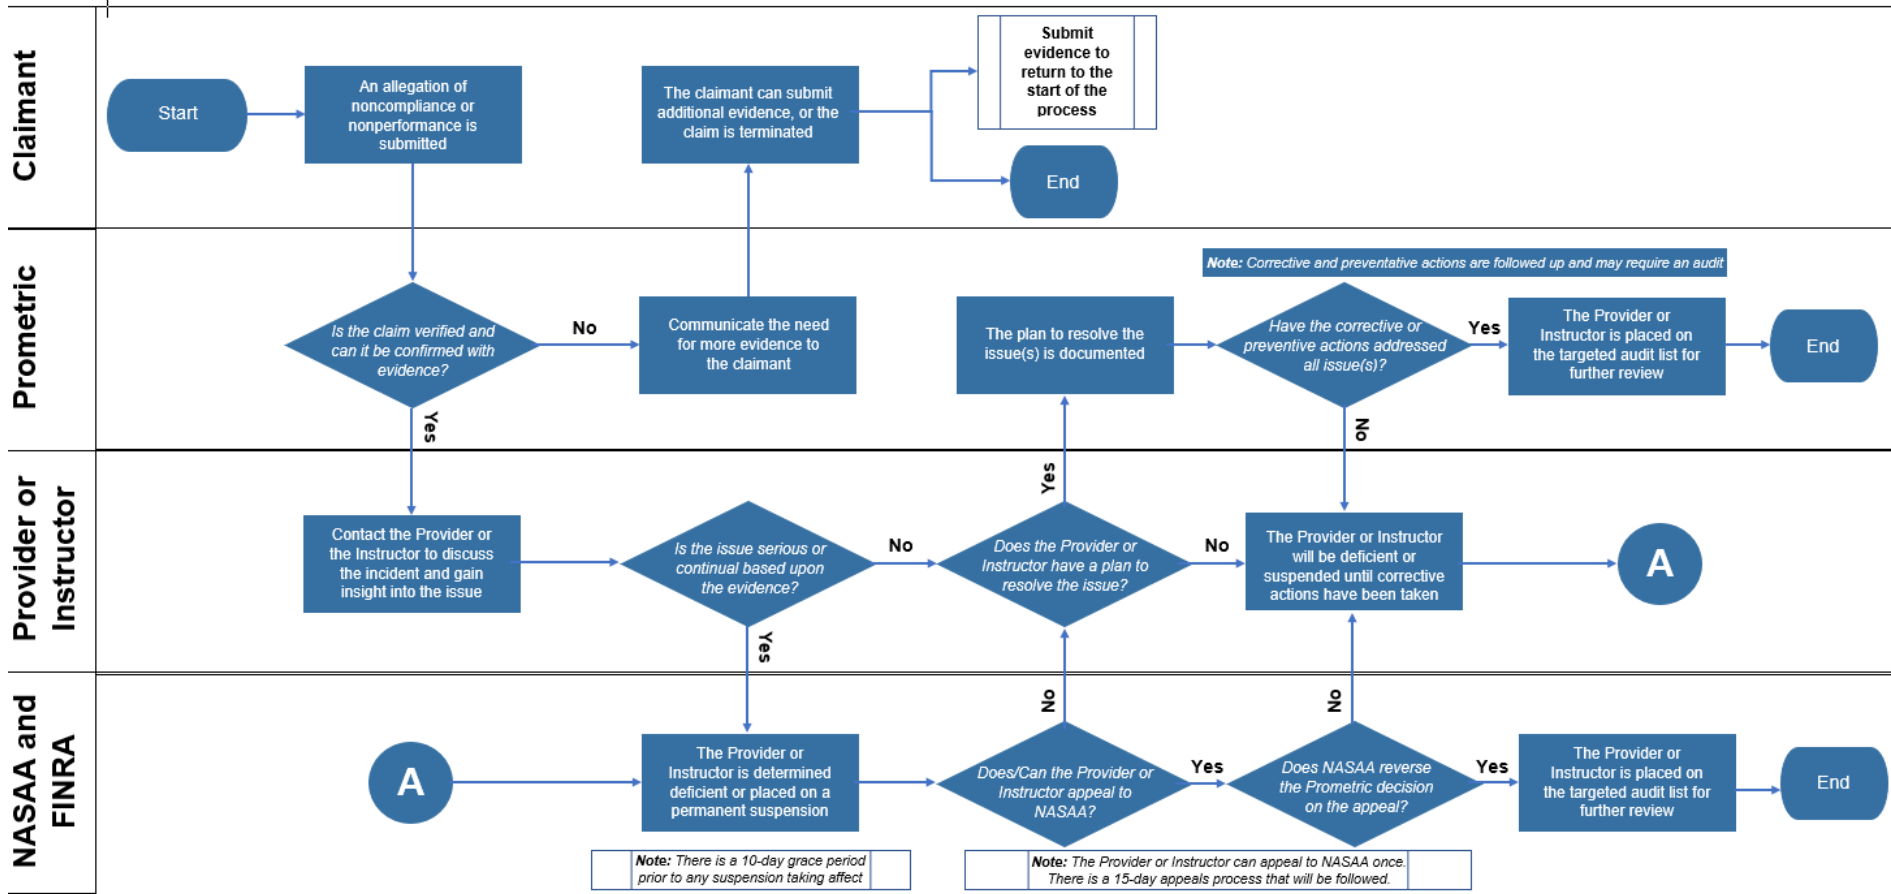 Claimant
Start
An allegation of
noncompliance or
nonperformance is
submitted
The claimant can submit
additional evidence, or the
claim is terminated
Submit
evidence to
return to the
start of the
process
End
Prometric
Is the claim verified and
can it be confirmed with
evidence?
No
Communicate the need
for more evidence to
the claimant
Yes
The plan to resolve the
issue(s) is documented
Note: Corrective and preventative actions are followed up and may require an audit
Have the corrective or
preventive actions addressed
all issue(s)?
Yes
The Provider or
Instructor is placed on
the targeted audit list for
further review
End
No
Provider or
Instructor
Contact the Provider or
the Instructor to discuss
the incident and gain
insight into the issue
Is the issue serious or
continual based upon
the evidence?
No
Yes
Yes
Does the Provider or
Instructor have a plan to
resolve the issue?
No
The Provider or Instructor
will be deficient or
suspended until corrective
actions have been taken
A
NASAA and
FINRA
A
The Provider or
Instructor is determined
deficient or placed on a
permanent suspension
Note: There is a 10-day grace period
prior to any suspension taking affect
No
Does/Can the Provider or
Instructor appeal to
NASAA?
Yes
Note: The Provider or Instructor can appeal to NASAA once.
There is a 15-day appeals process that will be followed.
No
Does NASAA reverse
the Prometric decision
on the appeal?
Yes
The Provider or
Instructor is placed on
the targeted audit list for
further review
End